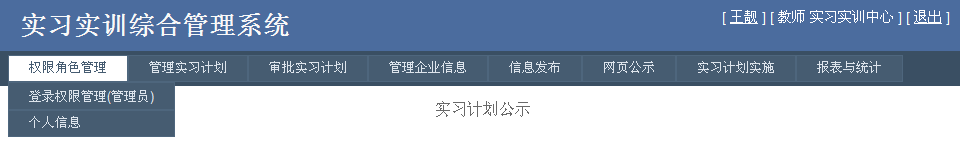 实习实训综合管理系统
[ 王靓 ] [ 教师 实习实训中心 ] [ 退出 ]
权限角色管理 管理实习计划 审批实习计划 管理企业信息 信息发布 网页公示 实习计划实施 报表与统计
登录权限管理(管理员)
个人信息
实习计划公示